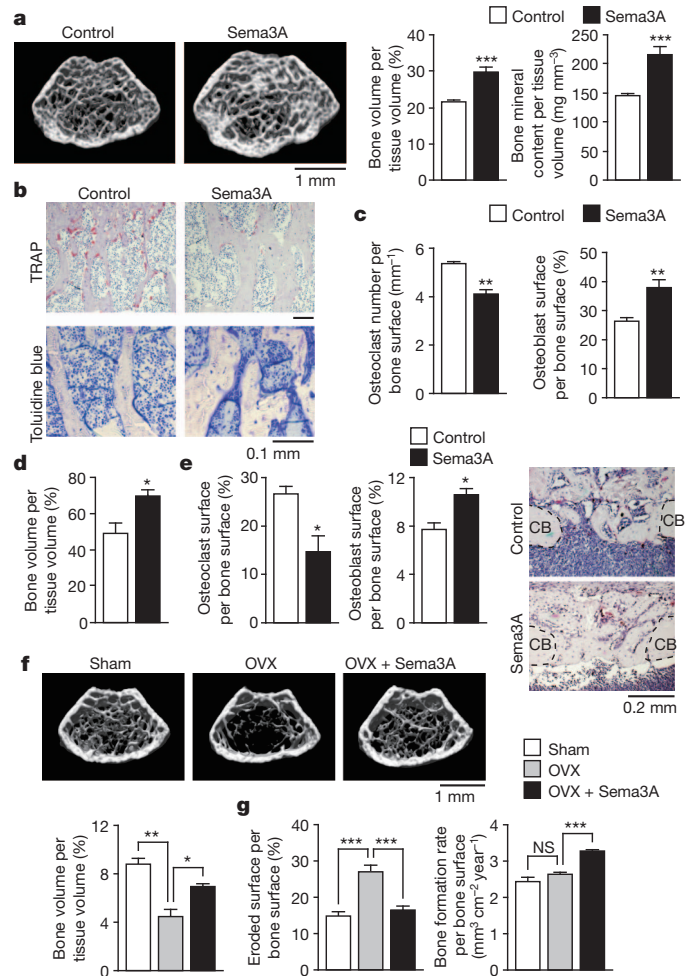 a
Control
Sema3A
1 mm
Control
Sema3A
Bone volume per
tissue volume (%)
40
30
20
10
0
***
Bone mineral
content per tissue
volume (mg mm−3)
250
200
150
100
50
0
***
b
Control
Sema3A
TRAP
Toluidine blue
0.1 mm
c
Control
Sema3A
Osteoclast number per
bone surface (mm−1)
6
4
2
0
**
Osteoblast surface
per bone surface (%)
50
40
30
20
10
0
**
Control
Sema3A
d
Bone volume per
tissue volume (%)
80
60
40
20
0
*
e
Osteoclast surface
per bone surface (%)
30
20
10
0
*
Osteoblast surface
per bone surface (%)
12
8
4
0
*
Control
CB
CB
Sema3A
CB
CB
0.2 mm
f
Sham
OVX
OVX + Sema3A
1 mm
Sham
OVX
OVX + Sema3A
Bone volume per
tissue volume (%)
12
8
4
0
**
*
g
Eroded surface per
bone surface (%)
40
30
20
10
0
***
***
Bone formation rate
per bone surface
(mm3 cm−2 year−1)
4
3
2
1
0
NS
***